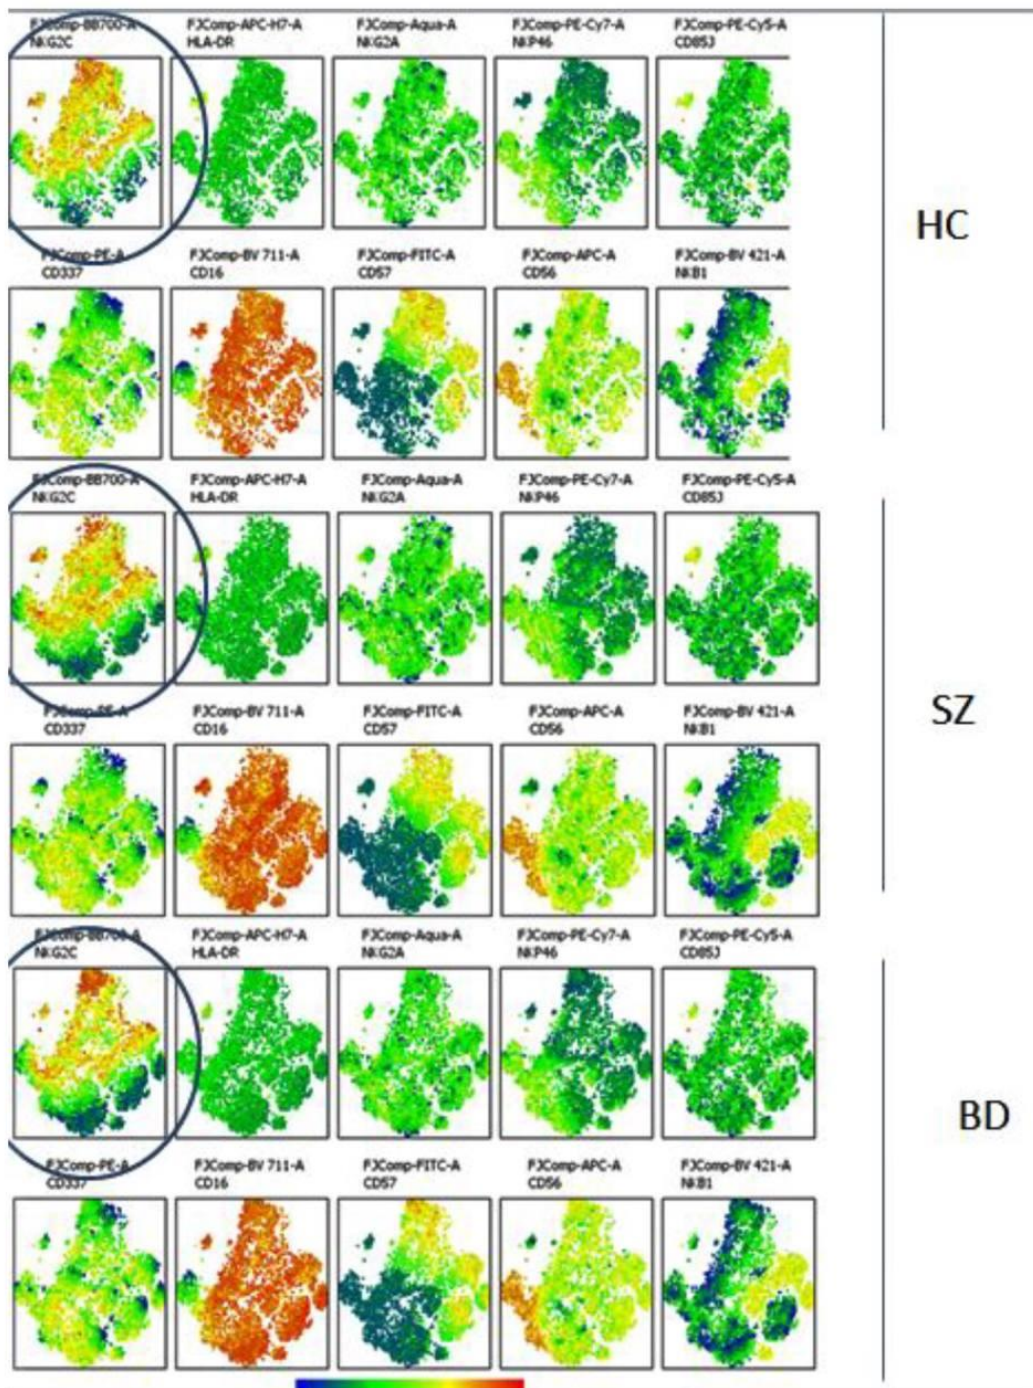 FJComp-BB700-A FJComp-APC-H7-A FJComp-Aqua-A FJComp-PE-Cy7-A FJComp-PE-Cy5-A
NKG2C HLA-DR NKG2A NKP46 CD85J
HC
FJComp-PE-A FJComp-BV 711-A FJComp-FITC-A FJComp-APC-A FJComp-BV 421-A
CD337 CD16 CD57 CD56 NKB1
FJComp-BB700-A FJComp-APC-H7-A FJComp-Aqua-A FJComp-PE-Cy7-A FJComp-PE-Cy5-A
NKG2C HLA-DR NKG2A NKP46 CD85J
SZ
FJComp-PE-A FJComp-BV 711-A FJComp-FITC-A FJComp-APC-A FJComp-BV 421-A
CD337 CD16 CD57 CD56 NKB1
FJComp-BB700-A FJComp-APC-H7-A FJComp-Aqua-A FJComp-PE-Cy7-A FJComp-PE-Cy5-A
NKG2C HLA-DR NKG2A NKP46 CD85J
BD
FJComp-PE-A FJComp-BV 711-A FJComp-FITC-A FJComp-APC-A FJComp-BV 421-A
CD337 CD16 CD57 CD56 NKB1